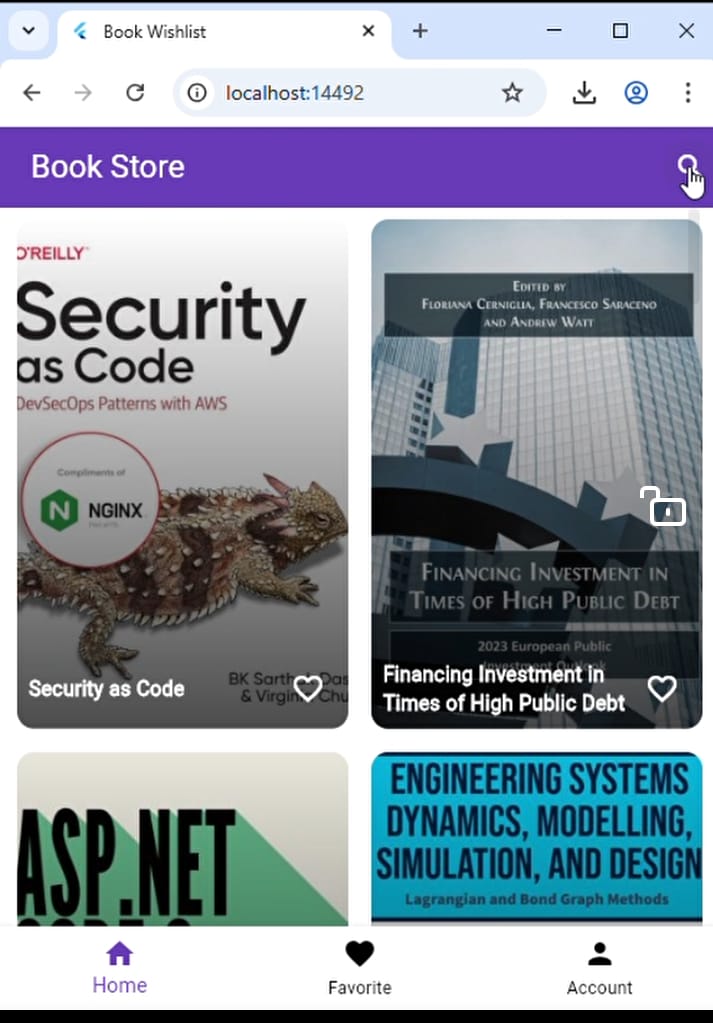 Book Wishlist
localhost:14492
Book Store
O'REILLY
Security
as Code
DevSecOps Patterns with AWS
Compliments of
NGINX
BK Sarth Das
& Virgin Chu
Security as Code
EDITED BY
FLORIANA CERNIGLIA, FRANCESCO SARACENO
AND ANDREW WATT
FINANCING INVESTMENT IN
TIMES OF HIGH PUBLIC DEBT
2023 European Public
Investment Outlook
Financing Investment in
Times of High Public Debt
ASP.NET
ENGINEERING SYSTEMS
DYNAMICS, MODELLING,
SIMULATION, AND DESIGN
Lagrangian and Bond Graph Methods
Home
Favorite
Account